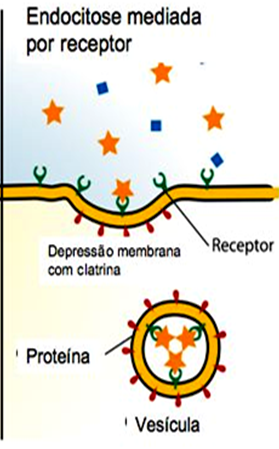 Endocitose mediada
por receptor
Depressão membrana
com clatrina
Receptor
Proteína
Vesícula